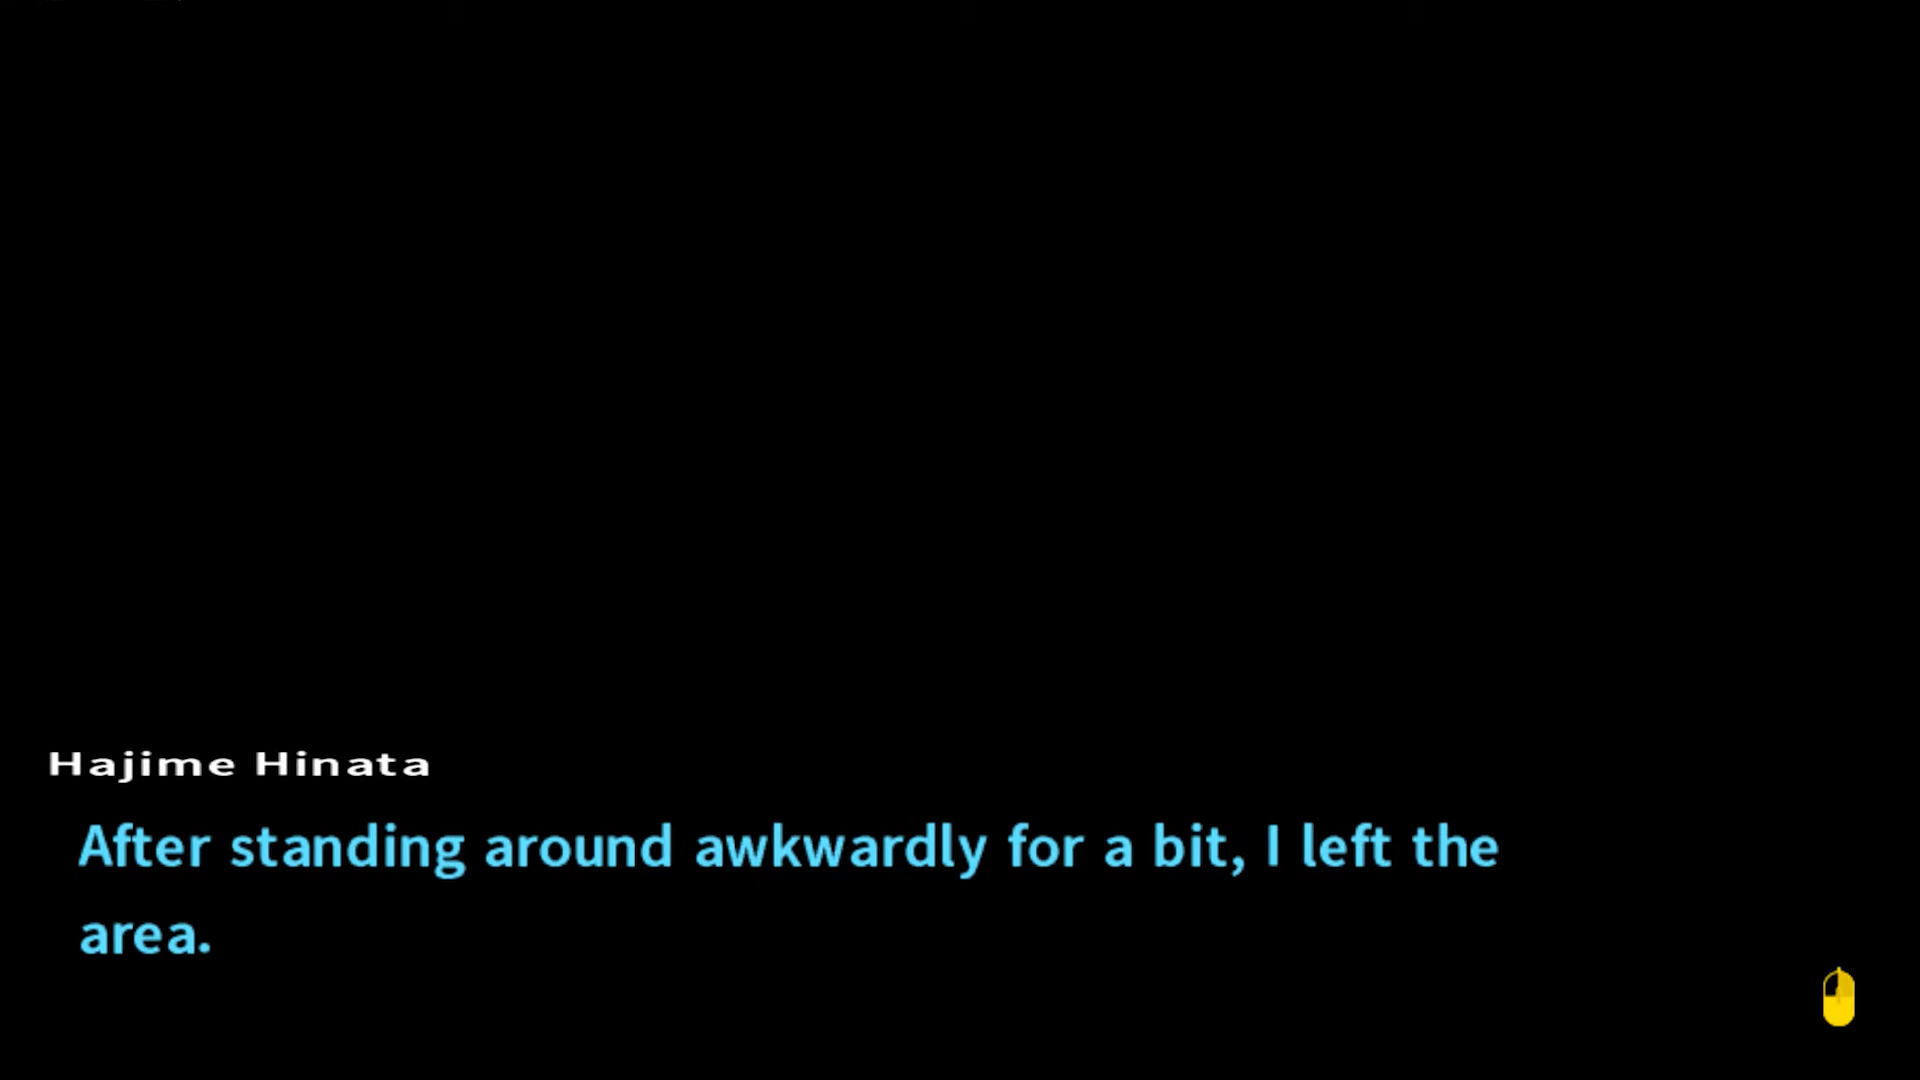 Hajime Hinata
After standing around awkwardly for a bit, I left the
area.